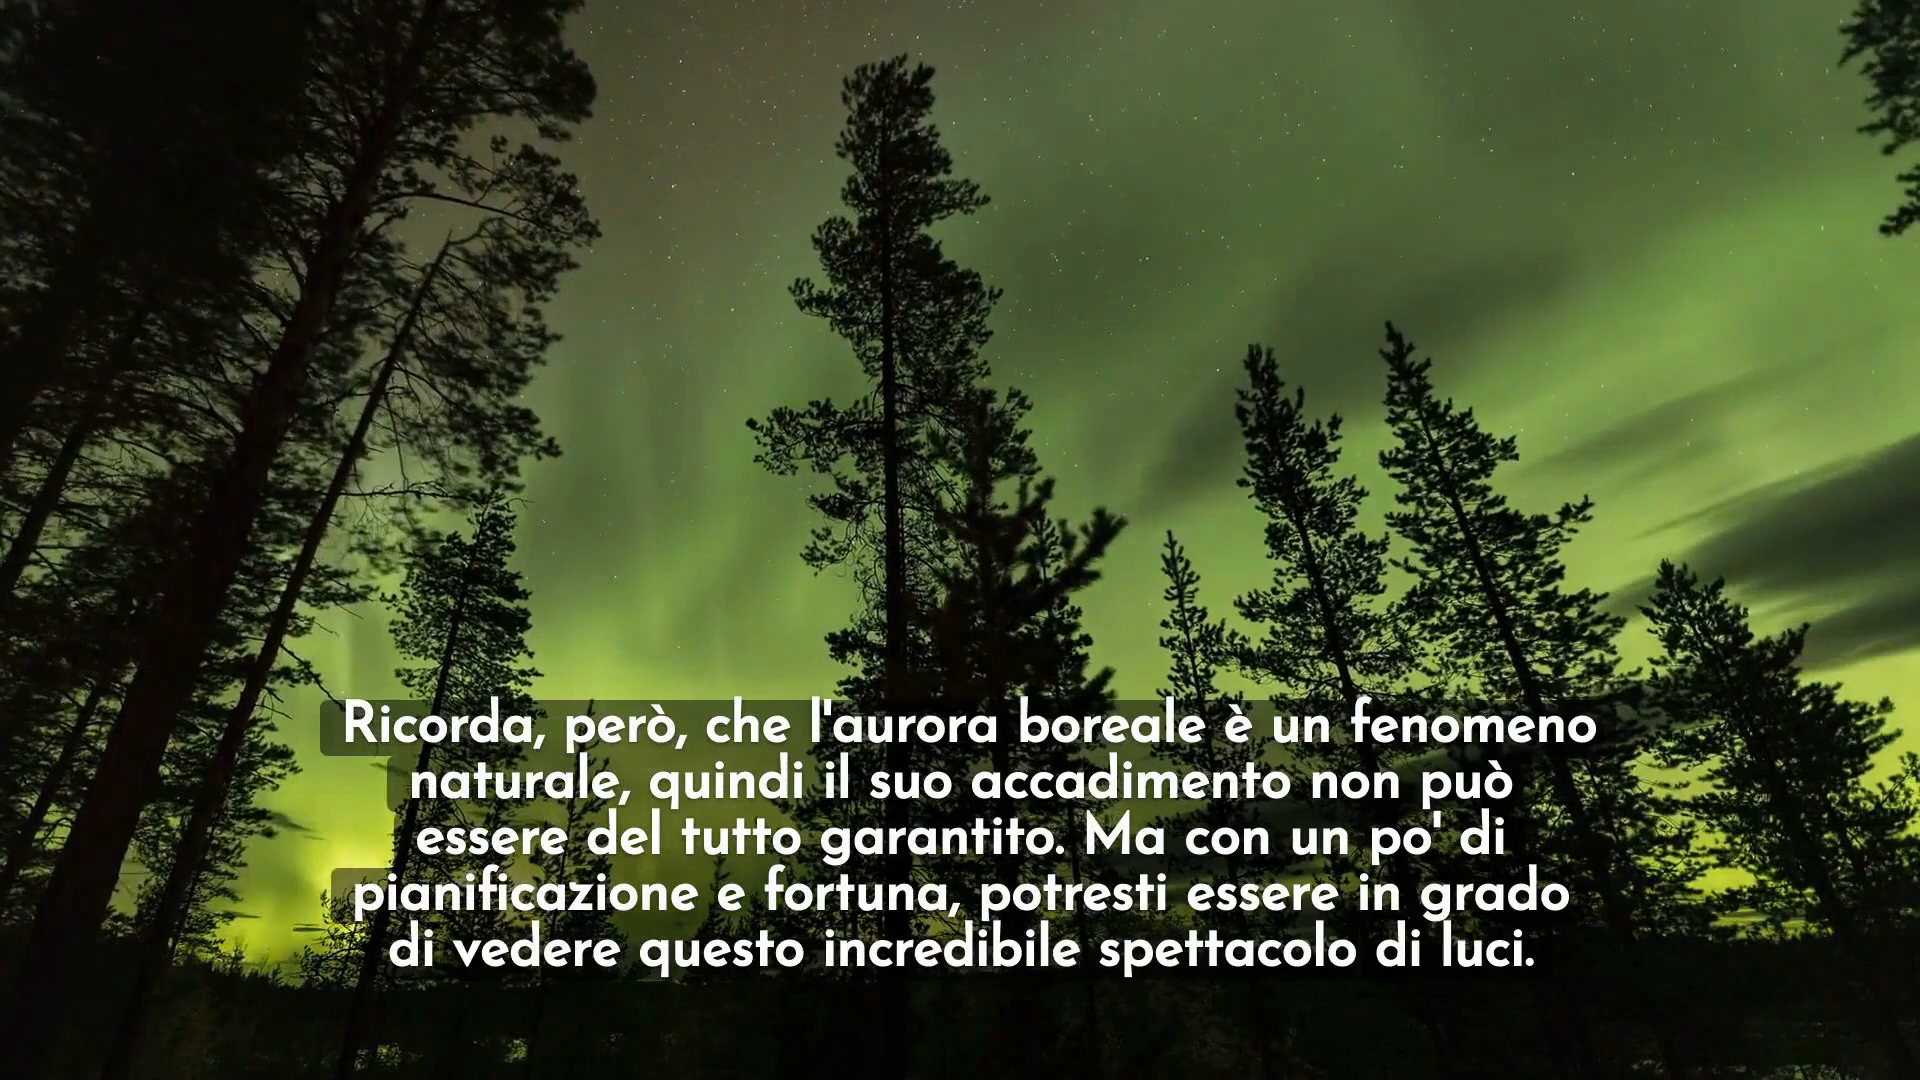 Ricorda, però, che l'aurora boreale è un fenomeno
naturale, quindi il suo accadimento non può
essere del tutto garantito. Ma con un po' di
pianificazione e fortuna, potresti essere in grado
di vedere questo incredibile spettacolo di luci.